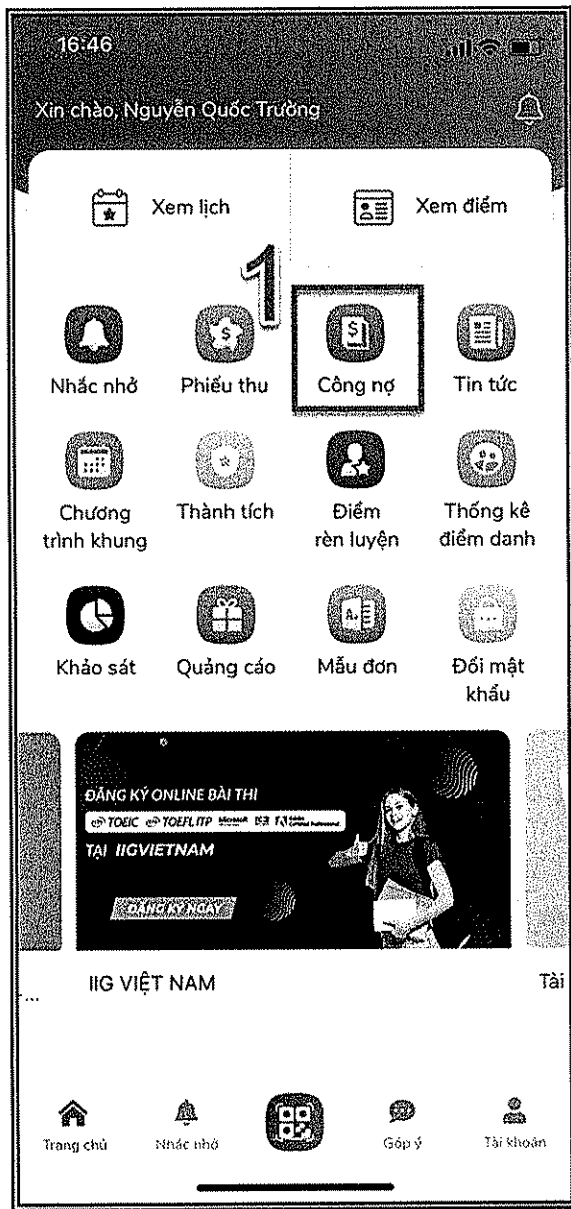 16:46
Xin chào, Nguyễn Quốc Trường
Xem lịch
Xem điểm
1
Nhắc nhở
Phiếu thu
Công nợ
Tin tức
Chương
trình khung
Thành tích
Điểm
rèn luyện
Thống kê
điểm danh
Khảo sát
Quảng cáo
Mẫu đơn
Đổi mật
khẩu
ĐĂNG KÝ ONLINE BÀI THI
TOEIC TOEFL ITP Microsoft
TẠI IIGVIETNAM
ĐĂNG KÝ NGAY
...
IIG VIỆT NAM
Tài
Trang chủ
Nhắc nhở
Góp ý
Tài khoản